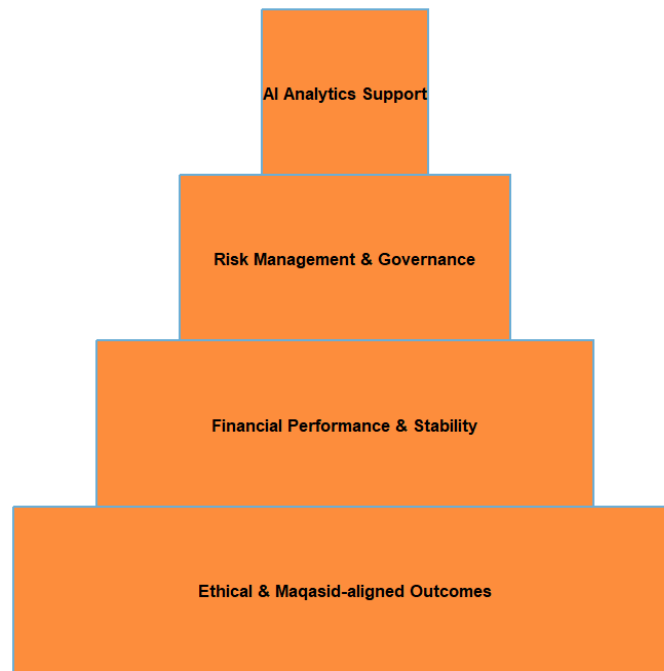 AI Analytics Support
Risk Management & Governance
Financial Performance & Stability
Ethical & Maqasid-aligned Outcomes